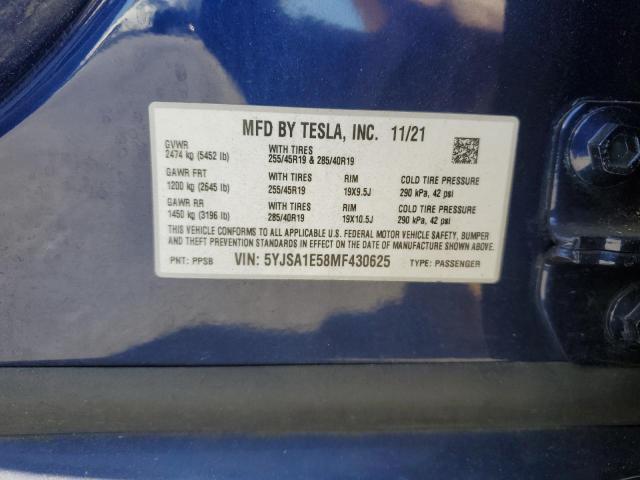 MFD BY TESLA, INC. 11/21
GVWR
2474 kg (5452 lb)
WITH TIRES
255/45R19 & 285/40R19
GAWR FRT
1200 kg (2645 lb)
WITH TIRES
255/45R19
RIM
19X9.5J
COLD TIRE PRESSURE
290 kPa, 42 psi
GAWR RR
1450 kg (3196 lb)
WITH TIRES
285/40R19
RIM
19X10.5J
COLD TIRE PRESSURE
290 kPa, 42 psi
THIS VEHICLE CONFORMS TO ALL APPLICABLE U.S. FEDERAL MOTOR VEHICLE SAFETY, BUMPER
AND THEFT PREVENTION STANDARDS IN EFFECT ON THE DATE OF MANUFACTURE SHOWN ABOVE.
PNT: PPSB VIN: 5YJSA1E58MF430625 TYPE: PASSENGER